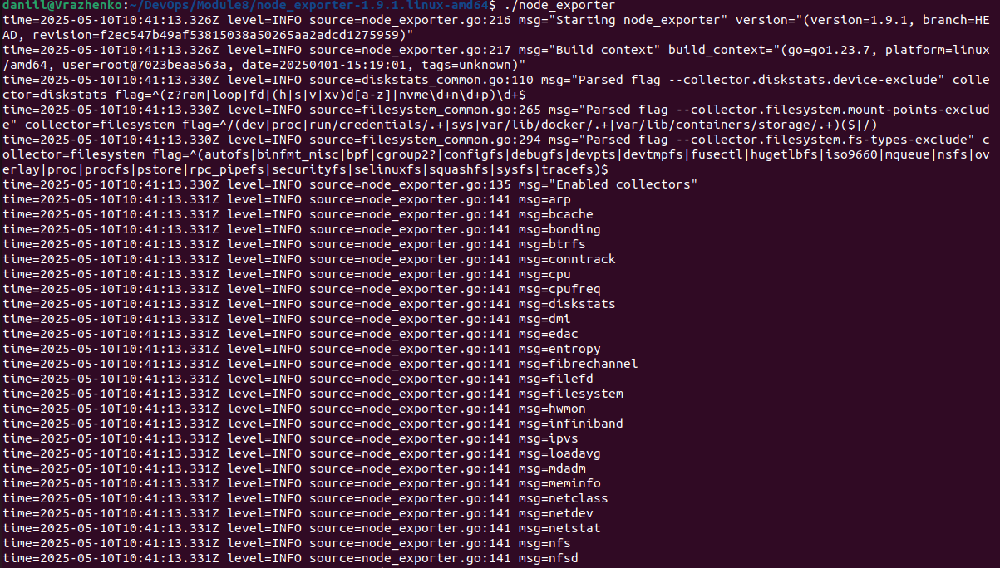 daniil@Vrazhenko:~/DevOps/Module8/node_exporter-1.9.1.linux-amd64$ ./node_exporter
time=2025-05-10T10:41:13.326Z level=INFO source=node_exporter.go:216 msg="Starting node_exporter" version="(version=1.9.1, branch=HE
AD, revision=f2ec547b49af53815038a50265aa2adcd1275959)"
time=2025-05-10T10:41:13.326Z level=INFO source=node_exporter.go:217 msg="Build context" build_context="(go=go1.23.7, platform=linux
/amd64, user=root@7023beaa563a, date=20250401-15:19:01, tags=unknown)"
time=2025-05-10T10:41:13.330Z level=INFO source=diskstats_common.go:110 msg="Parsed flag --collector.diskstats.device-exclude" colle
ctor=diskstats flag=^(z?ram|loop|fd|(h|s|v|xv)d[a-z]|nvme\d+n\d+p)\d+$
time=2025-05-10T10:41:13.330Z level=INFO source=filesystem_common.go:265 msg="Parsed flag --collector.filesystem.mount-points-exclud
e" collector=filesystem flag=^/(dev|proc|run/credentials/.+|sys|var/lib/docker/.+|var/lib/containers/storage/.+)($|/)
time=2025-05-10T10:41:13.330Z level=INFO source=filesystem_common.go:294 msg="Parsed flag --collector.filesystem.fs-types-exclude" c
ollector=filesystem flag=^(autofs|binfmt_misc|bpf|cgroup2?|configfs|debugfs|devpts|devtmpfs|fusectl|hugetlbfs|iso9660|mqueue|nsfs|ov
erlay|proc|procfs|pstore|rpc_pipefs|securityfs|selinuxfs|squashfs|sysfs|tracefs)$
time=2025-05-10T10:41:13.330Z level=INFO source=node_exporter.go:135 msg="Enabled collectors"
time=2025-05-10T10:41:13.331Z level=INFO source=node_exporter.go:141 msg=arp
time=2025-05-10T10:41:13.331Z level=INFO source=node_exporter.go:141 msg=bcache
time=2025-05-10T10:41:13.331Z level=INFO source=node_exporter.go:141 msg=bonding
time=2025-05-10T10:41:13.331Z level=INFO source=node_exporter.go:141 msg=btrfs
time=2025-05-10T10:41:13.331Z level=INFO source=node_exporter.go:141 msg=conntrack
time=2025-05-10T10:41:13.331Z level=INFO source=node_exporter.go:141 msg=cpu
time=2025-05-10T10:41:13.331Z level=INFO source=node_exporter.go:141 msg=cpufreq
time=2025-05-10T10:41:13.331Z level=INFO source=node_exporter.go:141 msg=diskstats
time=2025-05-10T10:41:13.331Z level=INFO source=node_exporter.go:141 msg=dmi
time=2025-05-10T10:41:13.331Z level=INFO source=node_exporter.go:141 msg=edac
time=2025-05-10T10:41:13.331Z level=INFO source=node_exporter.go:141 msg=entropy
time=2025-05-10T10:41:13.331Z level=INFO source=node_exporter.go:141 msg=fibrechannel
time=2025-05-10T10:41:13.331Z level=INFO source=node_exporter.go:141 msg=filefd
time=2025-05-10T10:41:13.331Z level=INFO source=node_exporter.go:141 msg=filesystem
time=2025-05-10T10:41:13.331Z level=INFO source=node_exporter.go:141 msg=hwmon
time=2025-05-10T10:41:13.331Z level=INFO source=node_exporter.go:141 msg=infiniband
time=2025-05-10T10:41:13.331Z level=INFO source=node_exporter.go:141 msg=ipvs
time=2025-05-10T10:41:13.331Z level=INFO source=node_exporter.go:141 msg=loadavg
time=2025-05-10T10:41:13.331Z level=INFO source=node_exporter.go:141 msg=mdadm
time=2025-05-10T10:41:13.331Z level=INFO source=node_exporter.go:141 msg=meminfo
time=2025-05-10T10:41:13.331Z level=INFO source=node_exporter.go:141 msg=netclass
time=2025-05-10T10:41:13.331Z level=INFO source=node_exporter.go:141 msg=netdev
time=2025-05-10T10:41:13.331Z level=INFO source=node_exporter.go:141 msg=netstat
time=2025-05-10T10:41:13.331Z level=INFO source=node_exporter.go:141 msg=nfs
time=2025-05-10T10:41:13.331Z level=INFO source=node_exporter.go:141 msg=nfsd